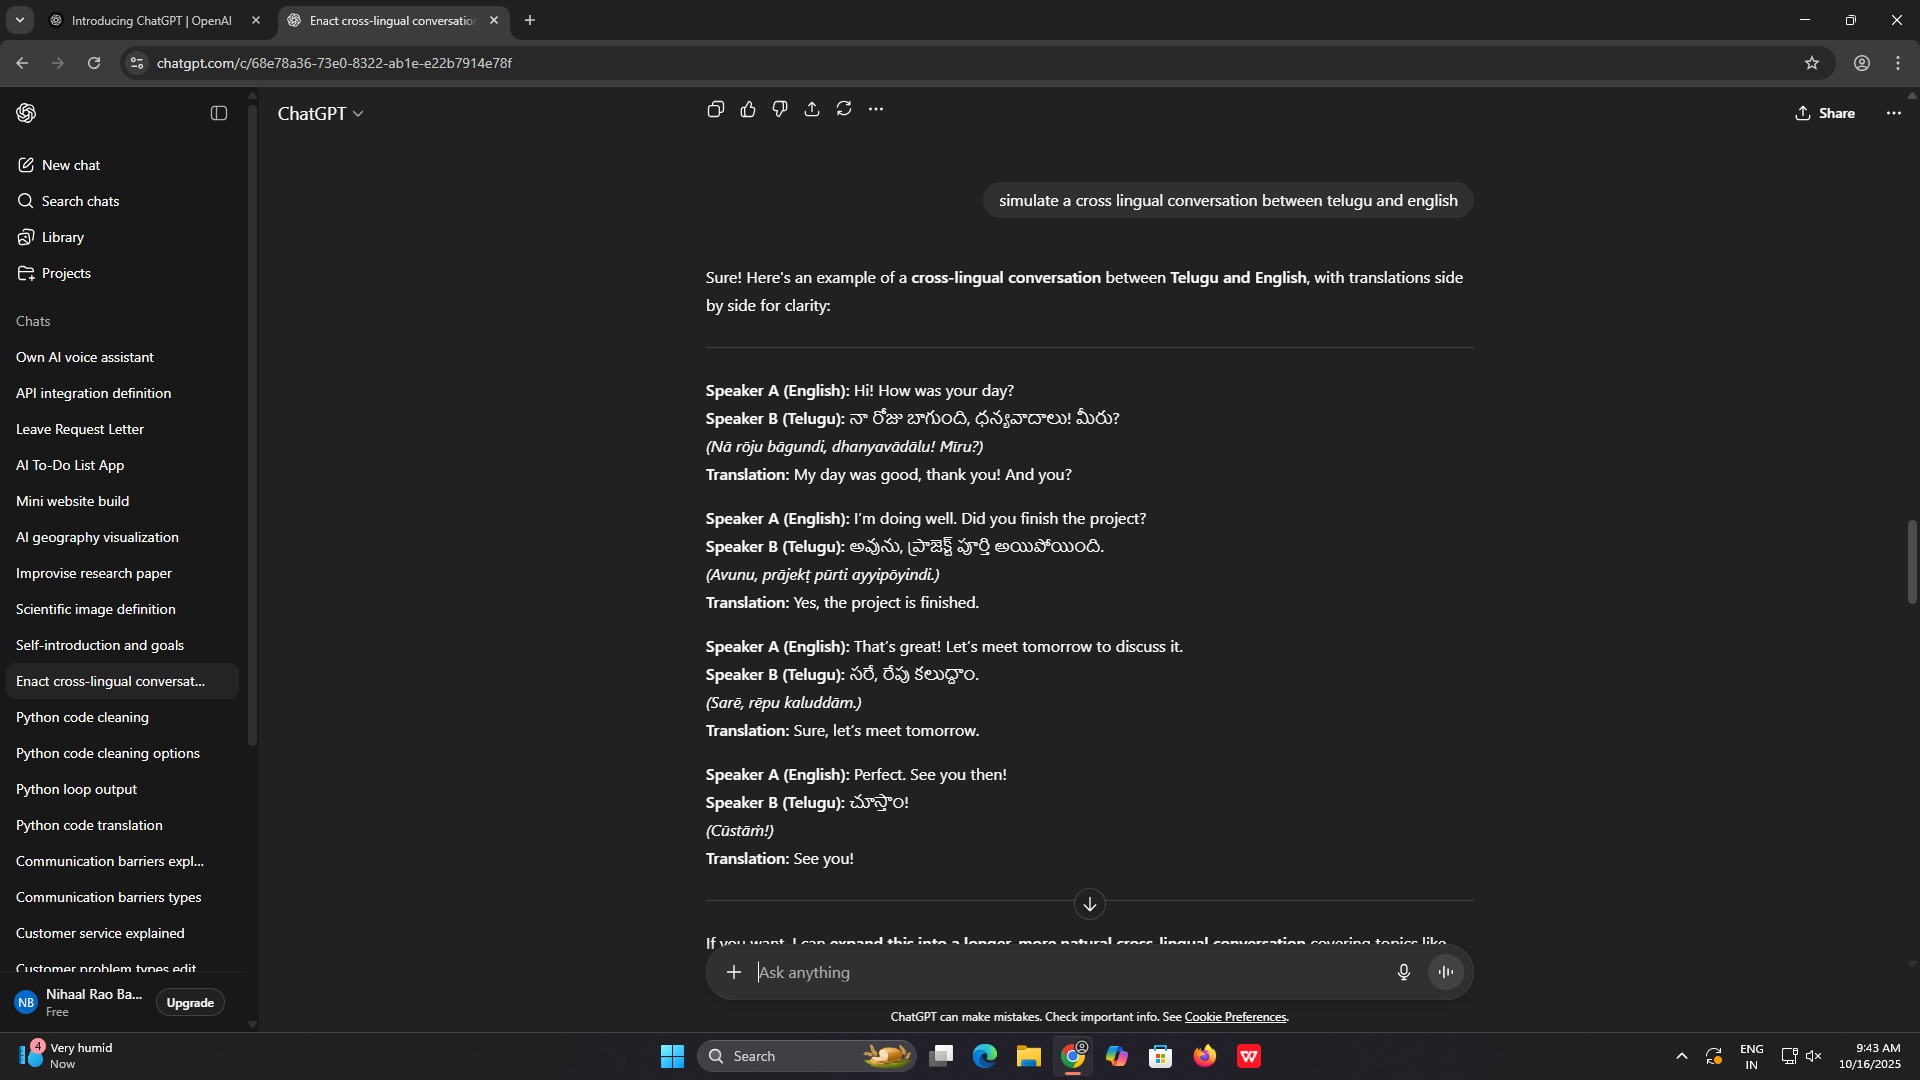 Introducing ChatGPT | OpenAI
Enact cross-lingual conversatio
chatgpt.com/c/68e78a36-73e0-8322-ab1e-e22b7914e78f
ChatGPT
Share
New chat
Search chats
Library
Projects
Chats
Own AI voice assistant
API integration definition
Leave Request Letter
AI To-Do List App
Mini website build
AI geography visualization
Improvise research paper
Scientific image definition
Self-introduction and goals
Enact cross-lingual conversat...
Python code cleaning
Python code cleaning options
Python loop output
Python code translation
Communication barriers expl...
Communication barriers types
Customer service explained
Customer problem types edit
NB
Nihaal Rao Ba...
Free
Upgrade
simulate a cross lingual conversation between telugu and english
Sure! Here's an example of a cross-lingual conversation between Telugu and English, with translations side
by side for clarity:
Speaker A (English): Hi! How was your day?
Speaker B (Telugu): నా రోజు బాగుంది, ధన్యవాదాలు! మీరు?
(Nā rōju bāgundi, dhanyavādālu! Mīru?)
Translation: My day was good, thank you! And you?
Speaker A (English): I’m doing well. Did you finish the project?
Speaker B (Telugu): అవును, ప్రాజెక్ట్ పూర్తి అయిపోయింది.
(Avunu, prājekṭ pūrti ayyipōyindi.)
Translation: Yes, the project is finished.
Speaker A (English): That’s great! Let’s meet tomorrow to discuss it.
Speaker B (Telugu): సరే, రేపు కలుద్దాం.
(Sarē, rēpu kaluddām.)
Translation: Sure, let’s meet tomorrow.
Speaker A (English): Perfect. See you then!
Speaker B (Telugu): చూస్తాం!
(Cūstāṁ!)
Translation: See you!
If you want, I can expand this into a longer, more natural cross-lingual conversation covering topics like
Ask anything
ChatGPT can make mistakes. Check important info. See Cookie Preferences.
4
Very humid
Now
Search
ENG
IN
9:43 AM
10/16/2025